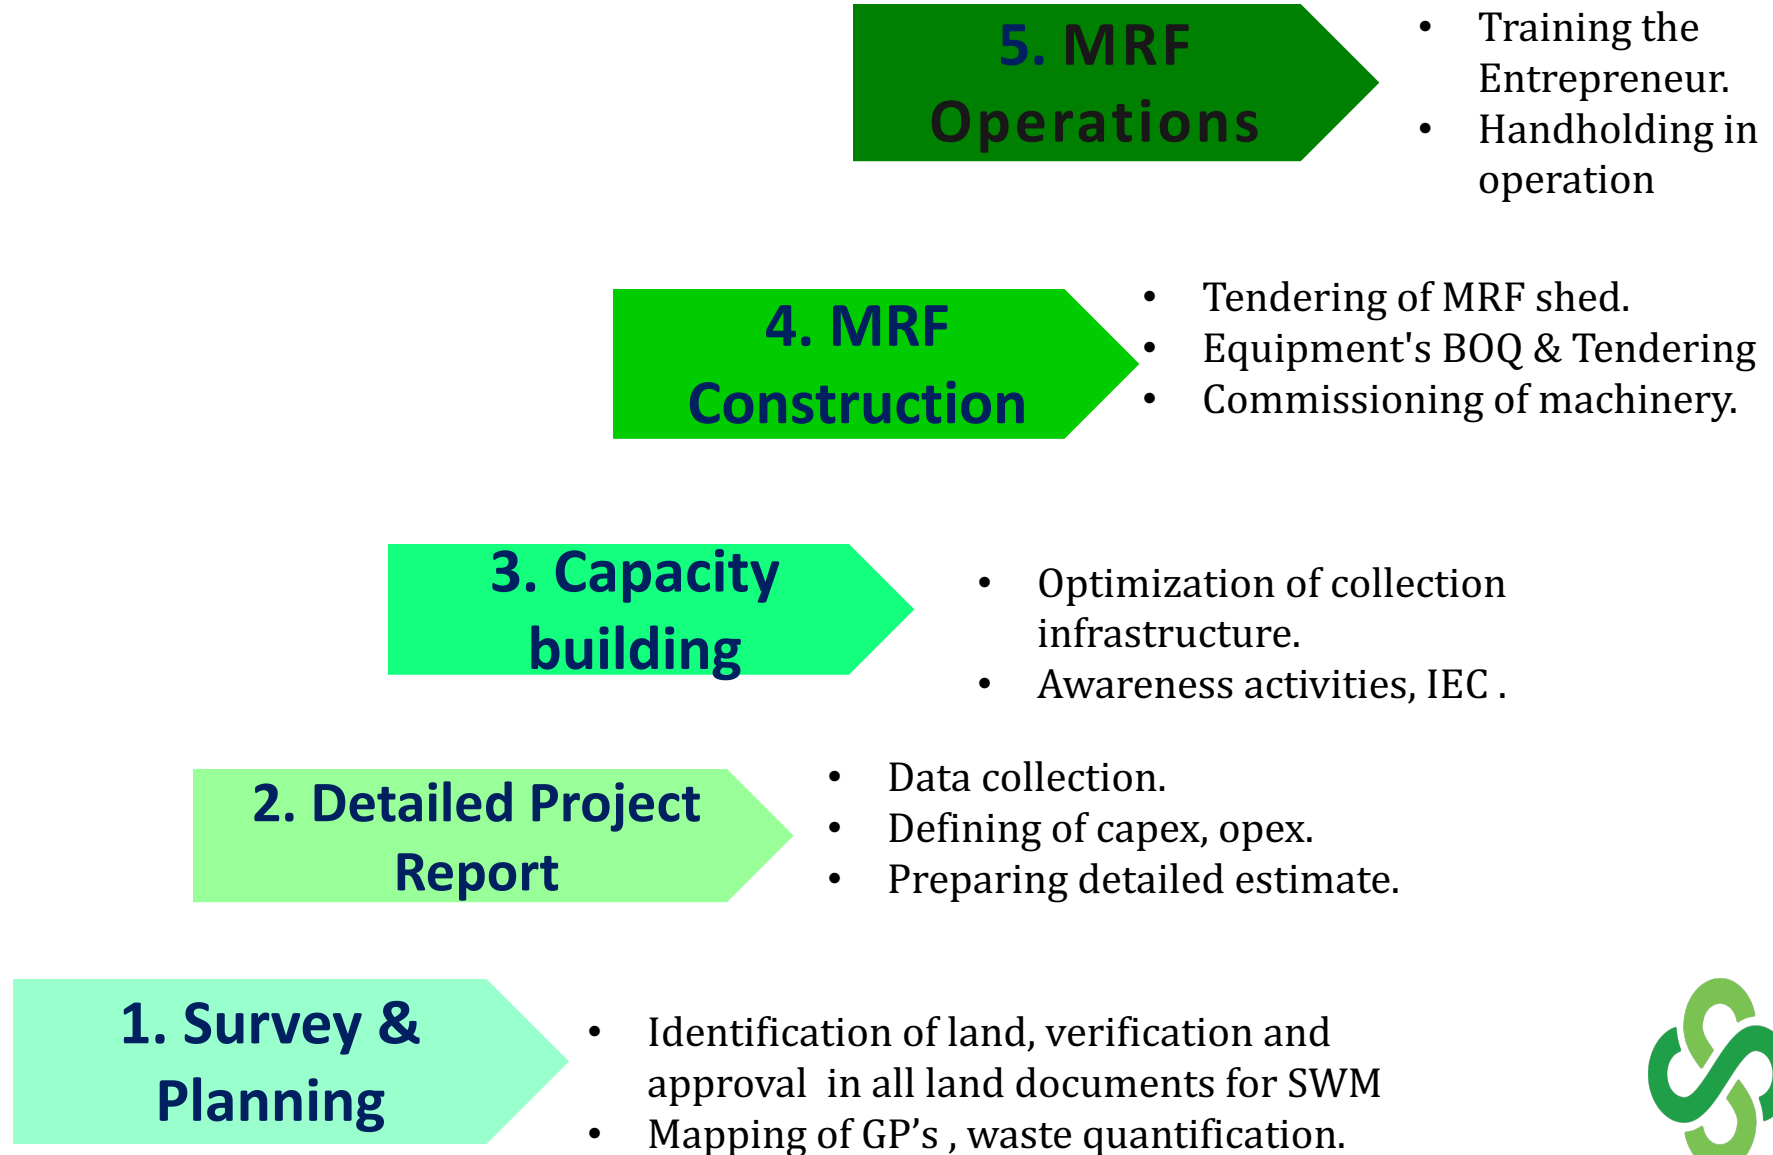 5. MRF
Operations
• Training the
Entrepreneur.
• Handholding in
operation
4. MRF
Construction
• Tendering of MRF shed.
• Equipment's BOQ & Tendering
• Commissioning of machinery.
3. Capacity
building
• Optimization of collection
infrastructure.
• Awareness activities, IEC .
2. Detailed Project
Report
• Data collection.
• Defining of capex, opex.
• Preparing detailed estimate.
1. Survey &
Planning
• Identification of land, verification and
approval  in all land documents for SWM
• Mapping of GP’s , waste quantification.